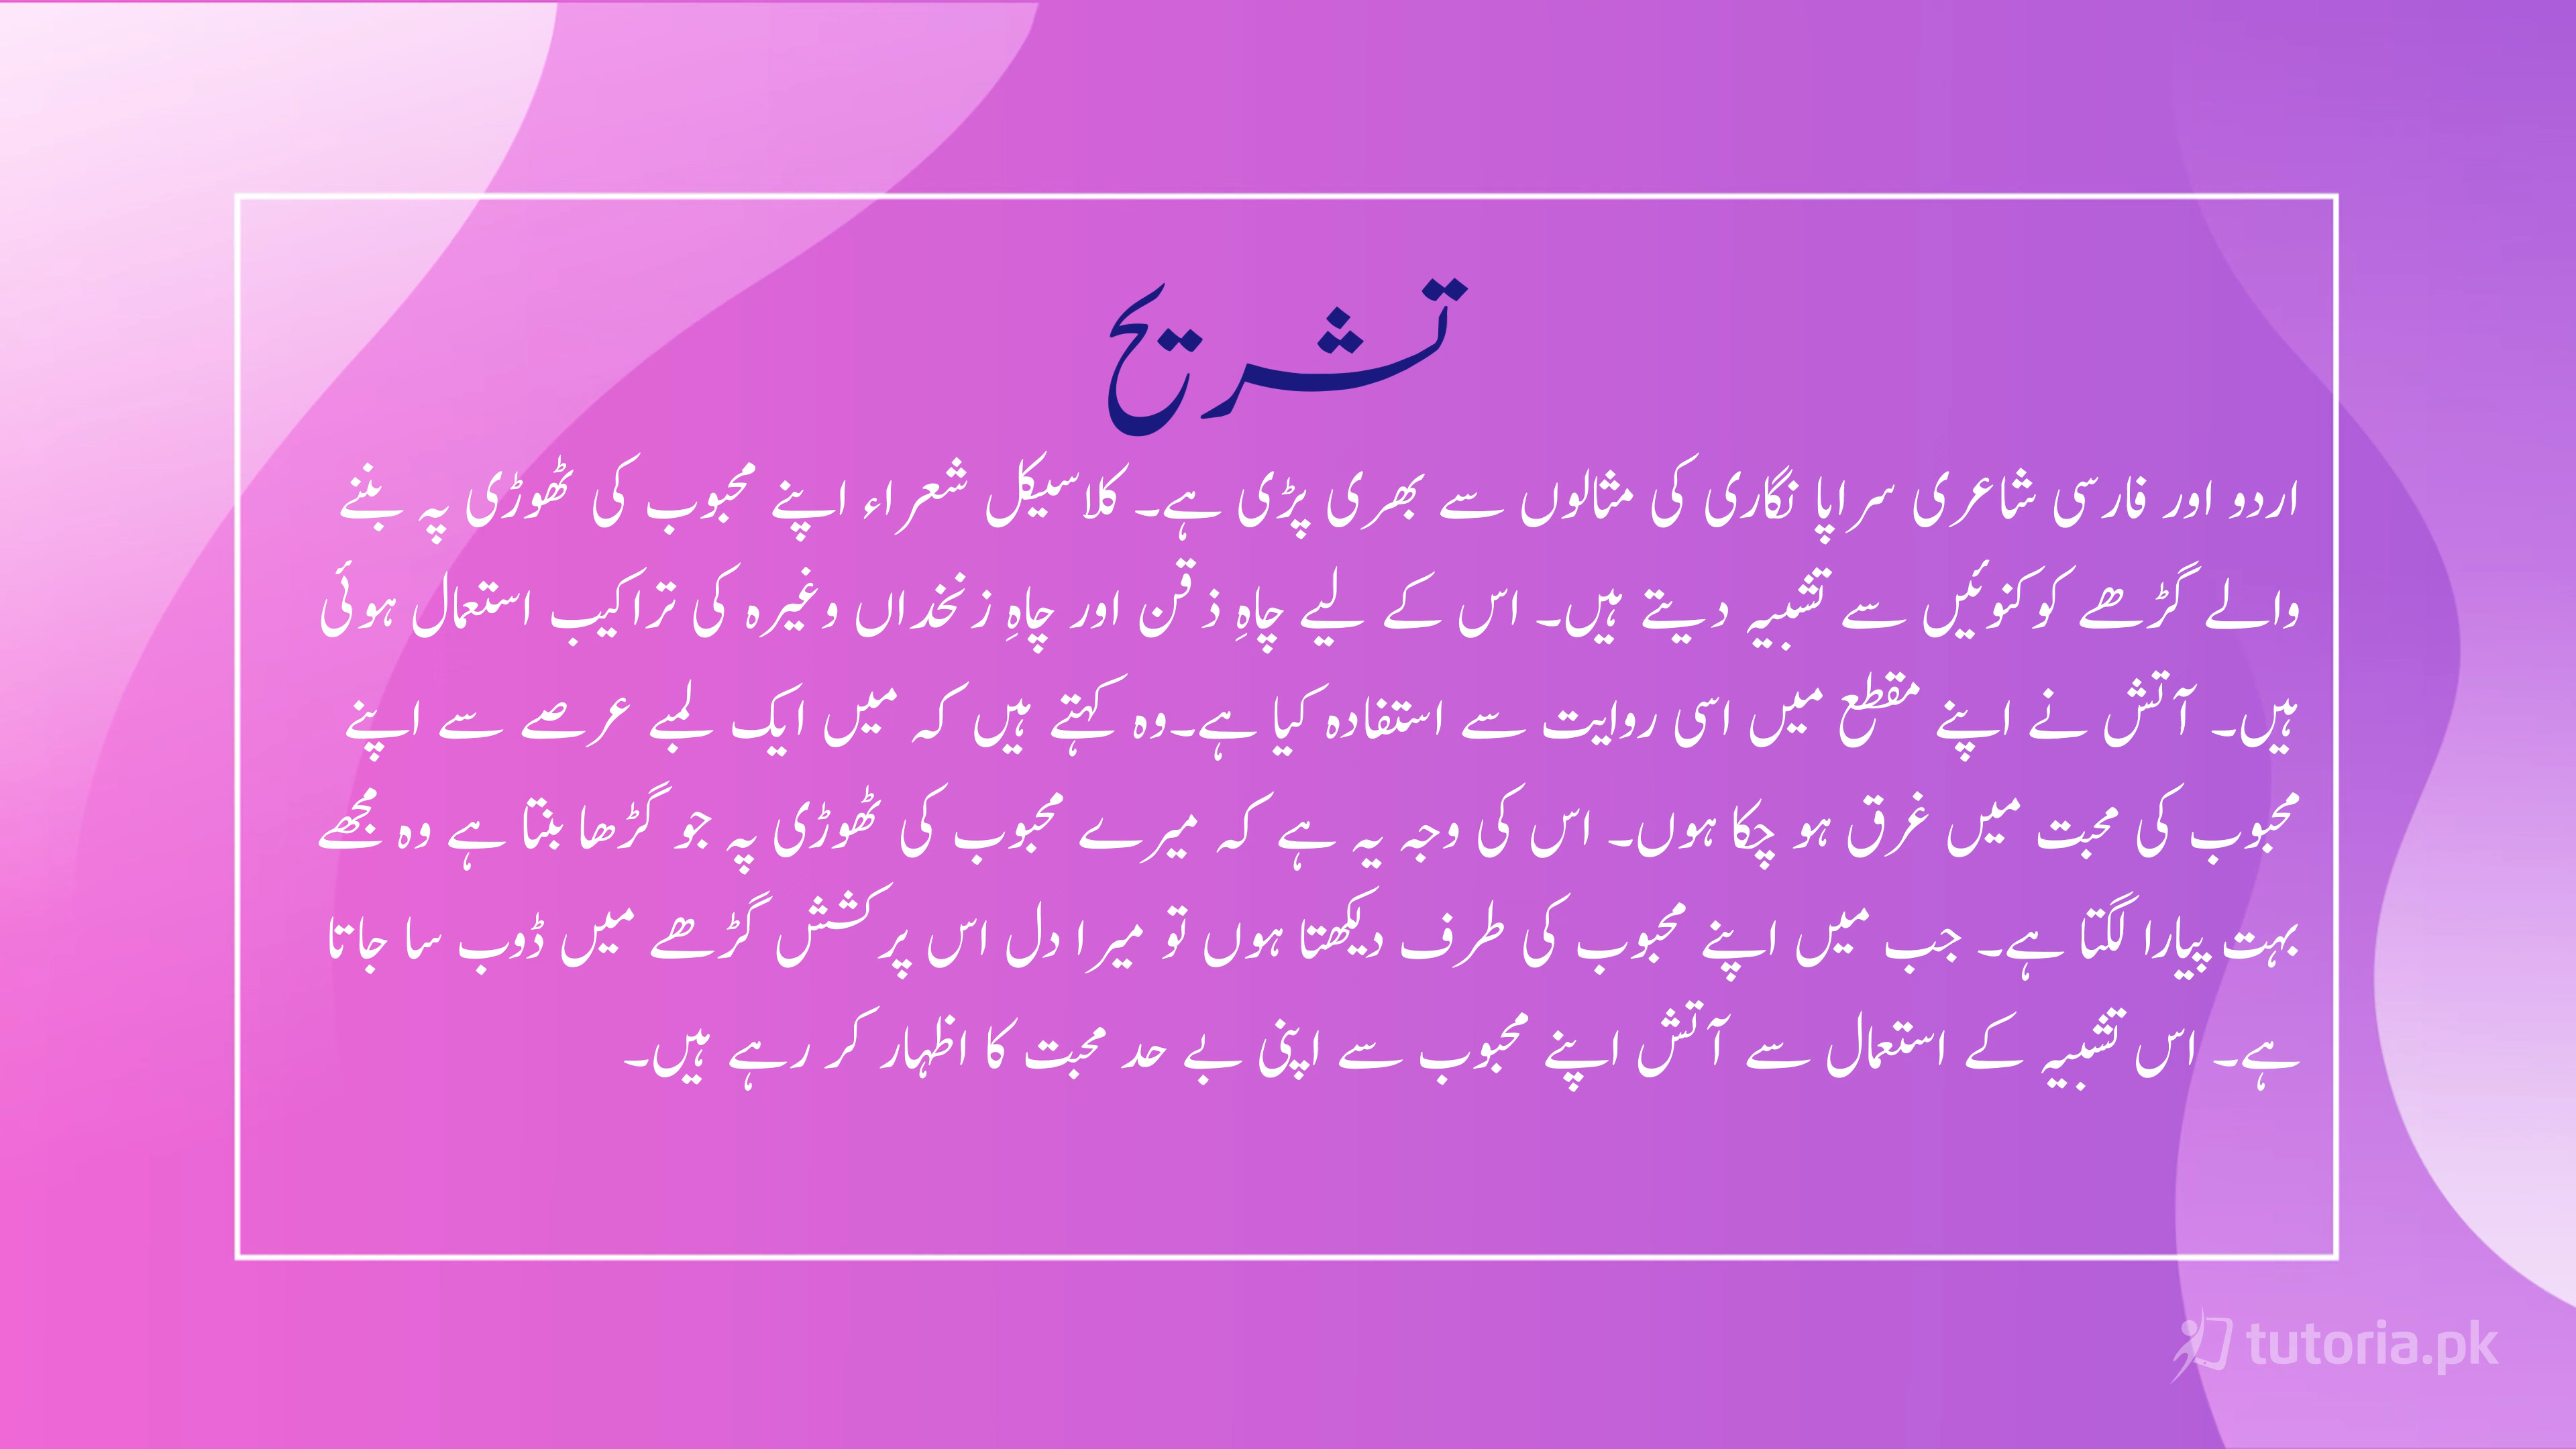 تشریح
اردو اور فارسی شاعری سراپا نگاری کی مثالوں سے بھری پڑی ہے۔ کلاسیکل شعراء اپنے محبوب کی ٹھوڑی پہ بننے
والے گڑھے کو کنوئیں سے تشبیہ دیتے ہیں۔ اس کے لیے چاہِ ذقن اور چاہِ زنخداں وغیرہ کی تراکیب استعمال ہوئی
ہیں۔ آتش نے اپنے مقطع میں اسی روایت سے استفادہ کیا ہے۔وہ کہتے ہیں کہ میں ایک لمبے عرصے سے اپنے
محبوب کی محبت میں غرق ہو چکا ہوں۔ اس کی وجہ یہ ہے کہ میرے محبوب کی ٹھوڑی پہ جو گڑھا بنتا ہے وہ مجھے
بہت پیارا لگتا ہے۔ جب میں اپنے محبوب کی طرف دیکھتا ہوں تو میرا دل اس پرکشش گڑھے میں ڈوب سا جاتا
ہے۔ اس تشبیہ کے استعمال سے آتش اپنے محبوب سے اپنی بے حد محبت کا اظہار کر رہے ہیں۔
tutoria.pk